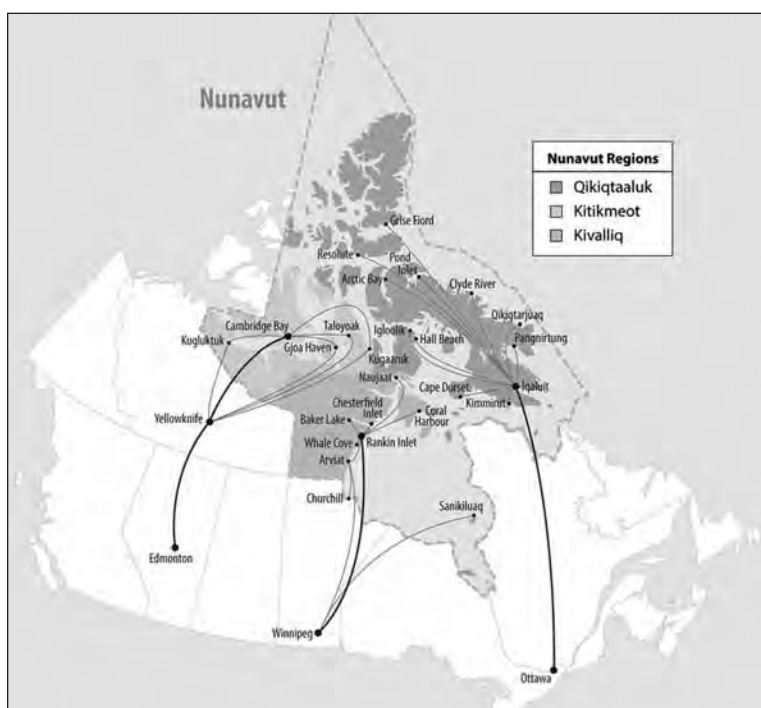 Nunavut
Nunavut Regions
Qikiqtaaluk
Kitikmeot
Kivalliq
Grise Fiord
Resolute
Pond
Inlet
Arctic Bay
Clyde River
Qikiqtarjuaq
Cambridge Bay
Taloyoak
Igloolik
Hall Beach
Pangnirtung
Kugluktuk
Gjoa Haven
Kugaaruk
Naujaat
Cape Dorset
Iqaluit
Kimmirut
Chesterfield
Inlet
Yellowknife
Baker Lake
Coral
Harbour
Whale Cove
Rankin Inlet
Arviat
Churchill
Sanikiluaq
Edmonton
Winnipeg
Ottawa